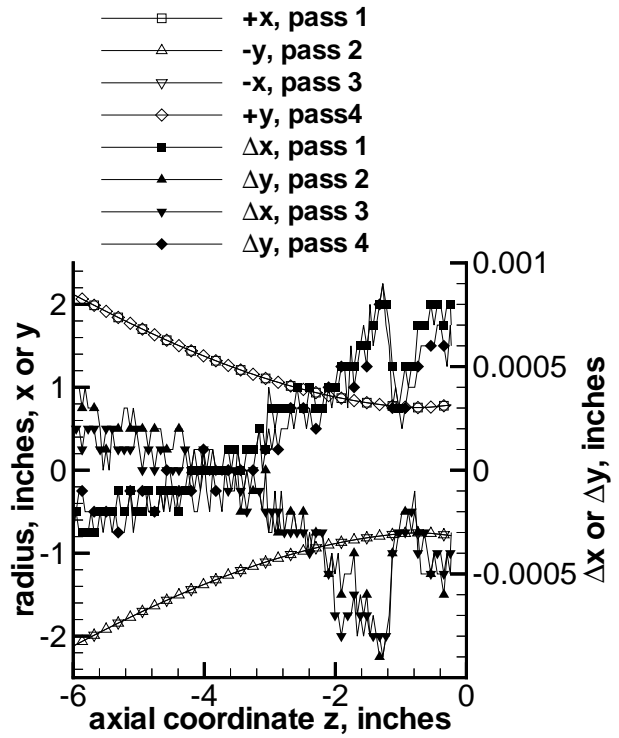 +x, pass 1
-y, pass 2
-x, pass 3
+y, pass4
Δx, pass 1
Δy, pass 2
Δx, pass 3
Δy, pass 4
radius, inches, x or y
2
1
0
-1
-2
0.001
0.0005
0
-0.0005
Δx or Δy, inches
-6
-4
-2
0
axial coordinate z, inches